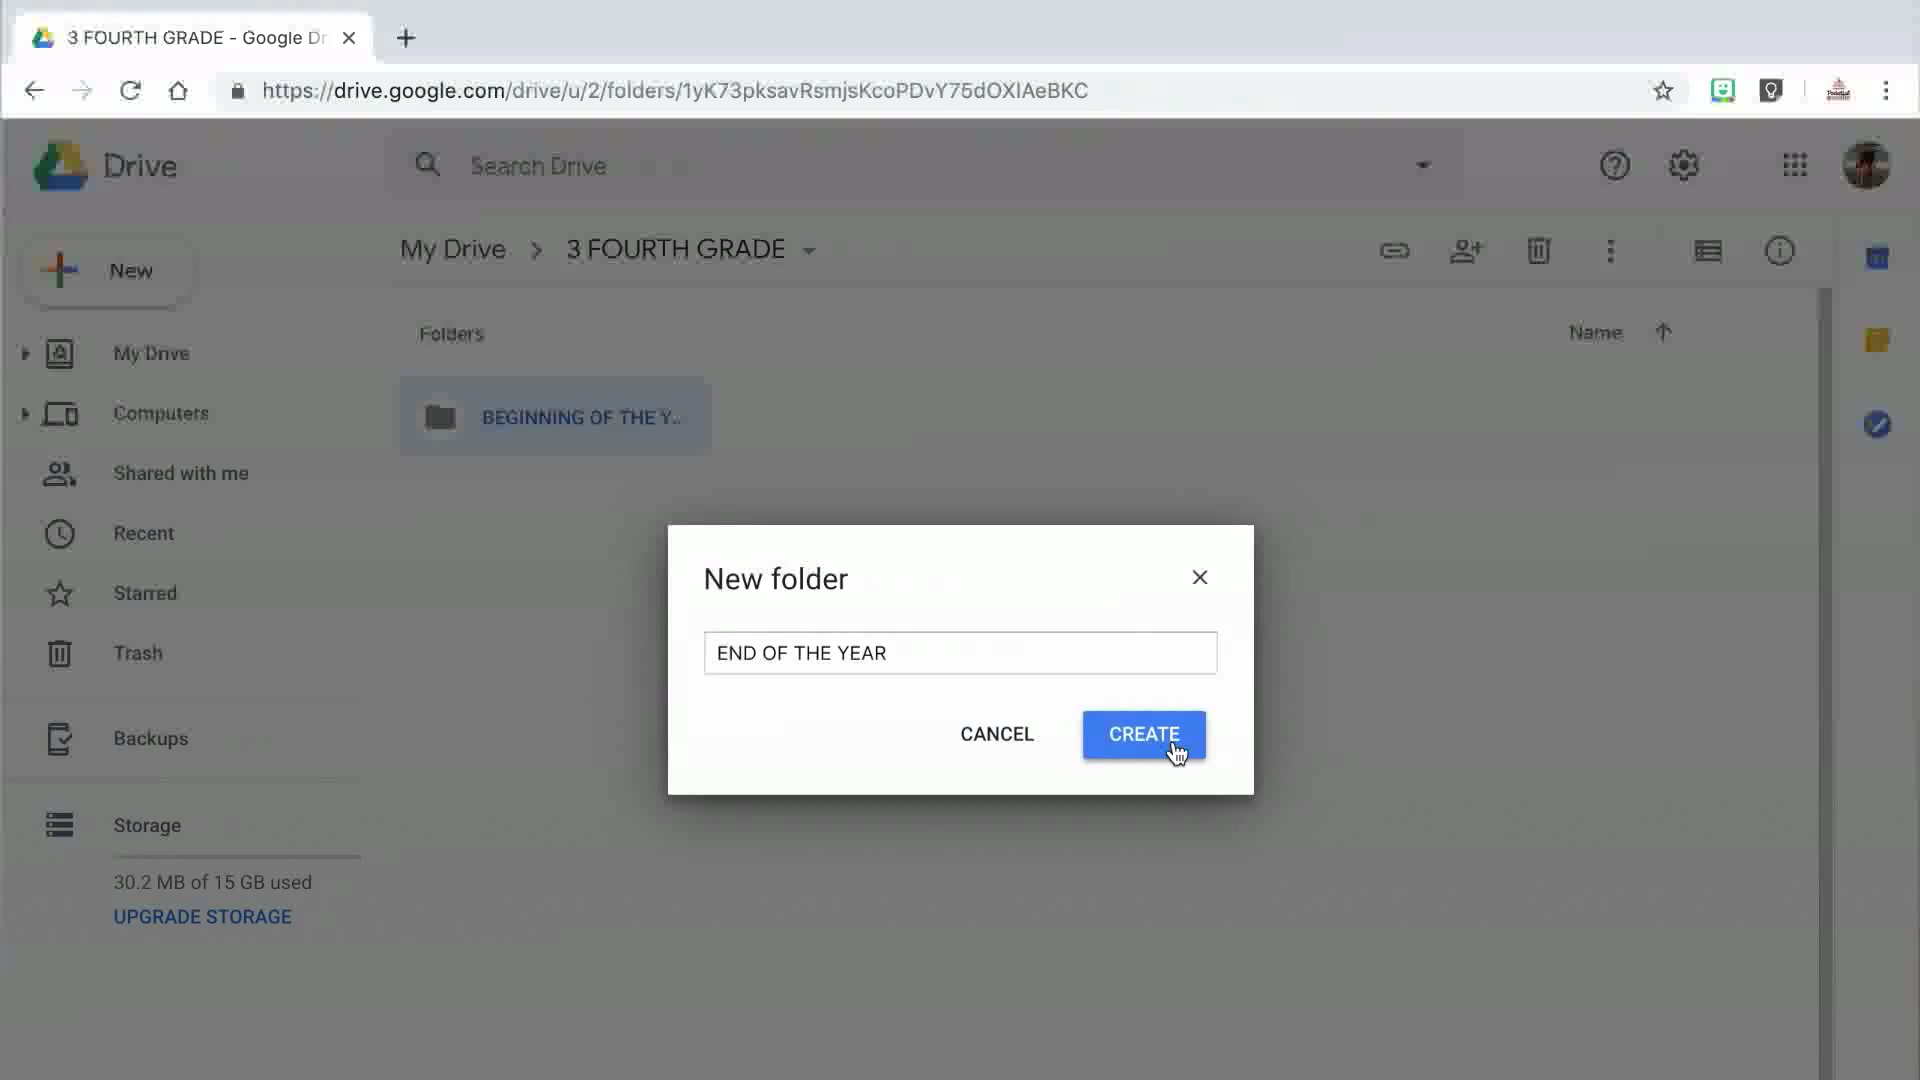 3 FOURTH GRADE - Google Dr
https://drive.google.com/drive/u/2/folders/1yK73pksavRsmjsKcoPDvY75dOXlAeBKC
Drive
Search Drive
New
My Drive > 3 FOURTH GRADE
Folders
Name
BEGINNING OF THE Y...
My Drive
Computers
Shared with me
Recent
Starred
Trash
Backups
Storage
30.2 MB of 15 GB used
UPGRADE STORAGE
New folder
END OF THE YEAR
CANCEL
CREATE